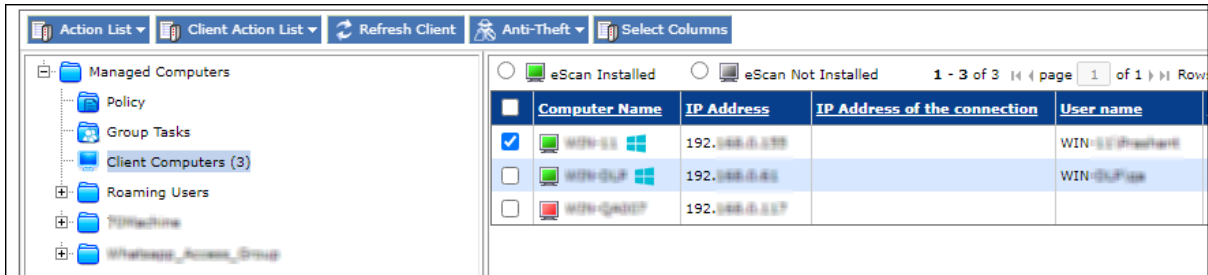 Action List Client Action List Refresh Client Anti-Theft Select Columns
Managed Computers
Policy
Group Tasks
Client Computers (3)
Roaming Users
eScan Installed eScan Not Installed 1 - 3 of 3 page 1 of 1 Rows
Computer Name IP Address IP Address of the connection User name
192. WIN
192. WIN
192.